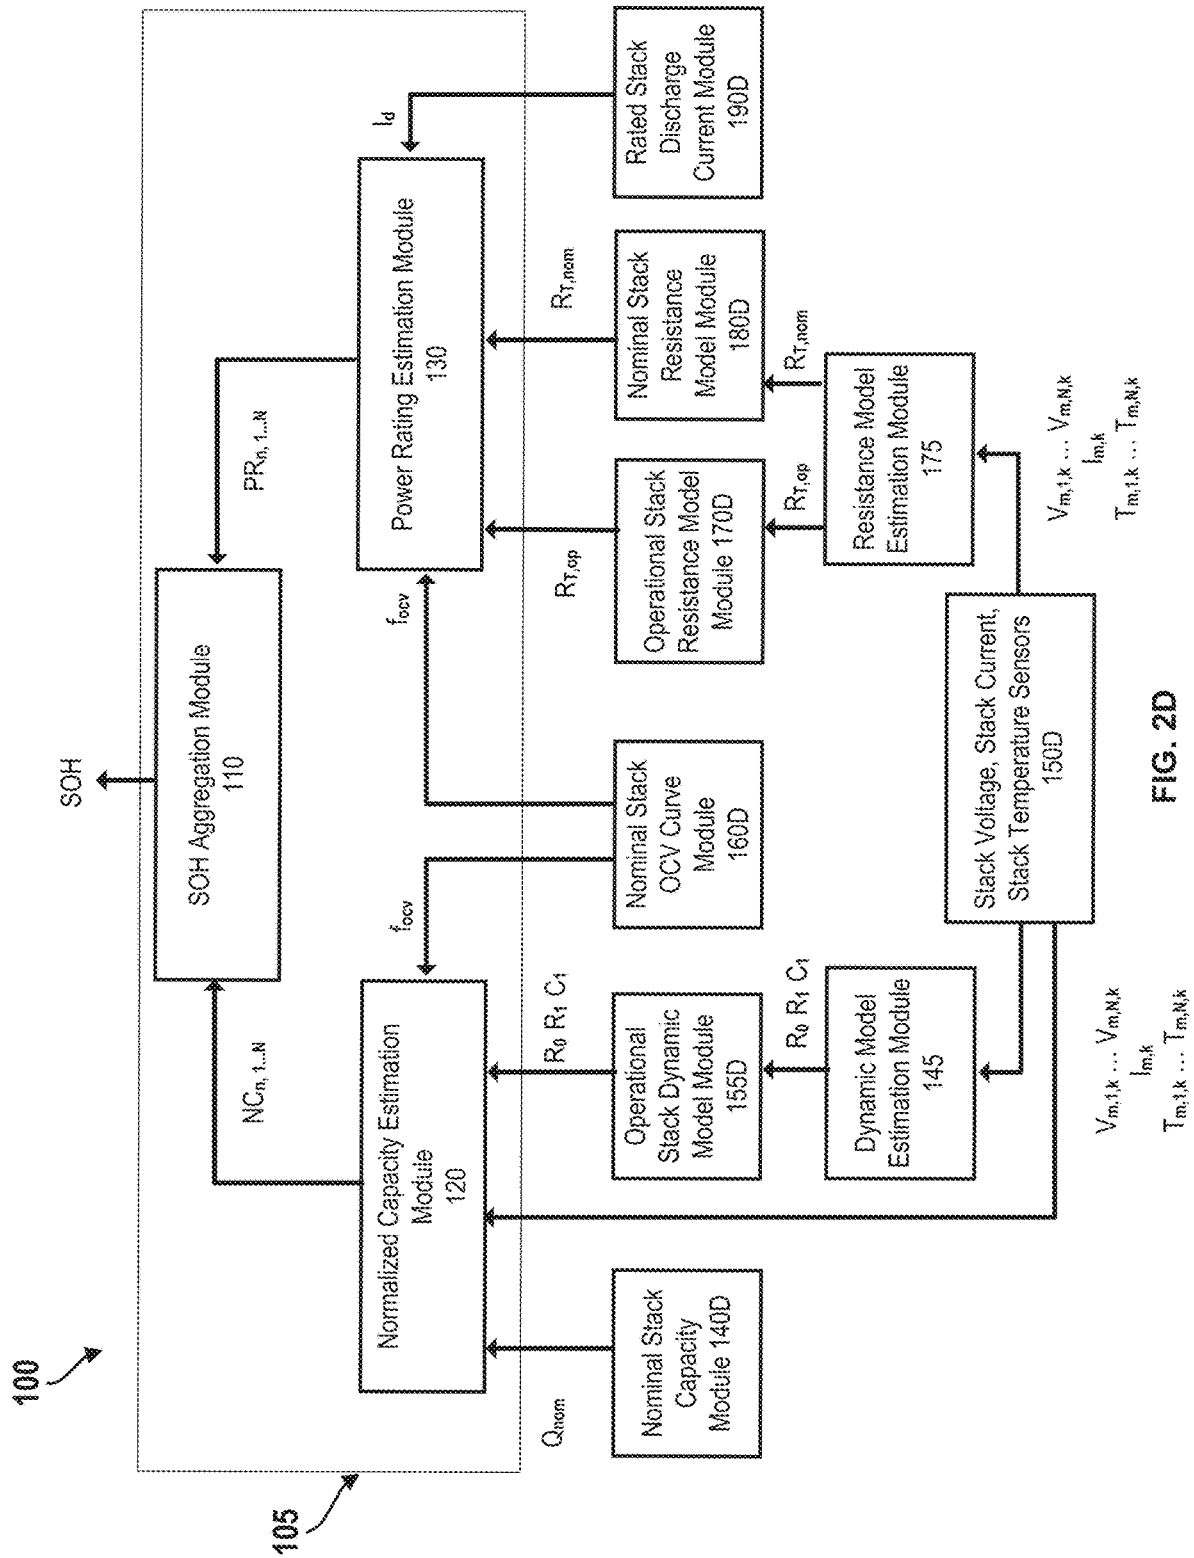 100
105
SOH
SOH Aggregation Module
110
NCn, 1...N
PRn, 1...N
Normalized Capacity Estimation
Module
120
Power Rating Estimation Module
130
focv
focv
Id
Qnom
R0 R1 C1
RT,op
RT,nom
Nominal Stack
Capacity
Module 140D
Operational
Stack Dynamic
Model Module
155D
Nominal Stack
OCV Curve
Module
160D
Operational Stack
Resistance Model
Module 170D
Nominal Stack
Resistance
Model Module
180D
Rated Stack
Discharge
Current Module
190D
R0 R1 C1
RT,op
RT,nom
Dynamic Model
Estimation Module
145
Resistance Model
Estimation Module
175
Stack Voltage, Stack Current,
Stack Temperature Sensors
150D
Vm,1,k ... Vm,N,k
Im,k
Tm,1,k ... Tm,N,k
Vm,1,k ... Vm,N,k
Im,k
Tm,1,k ... Tm,N,k
FIG. 2D